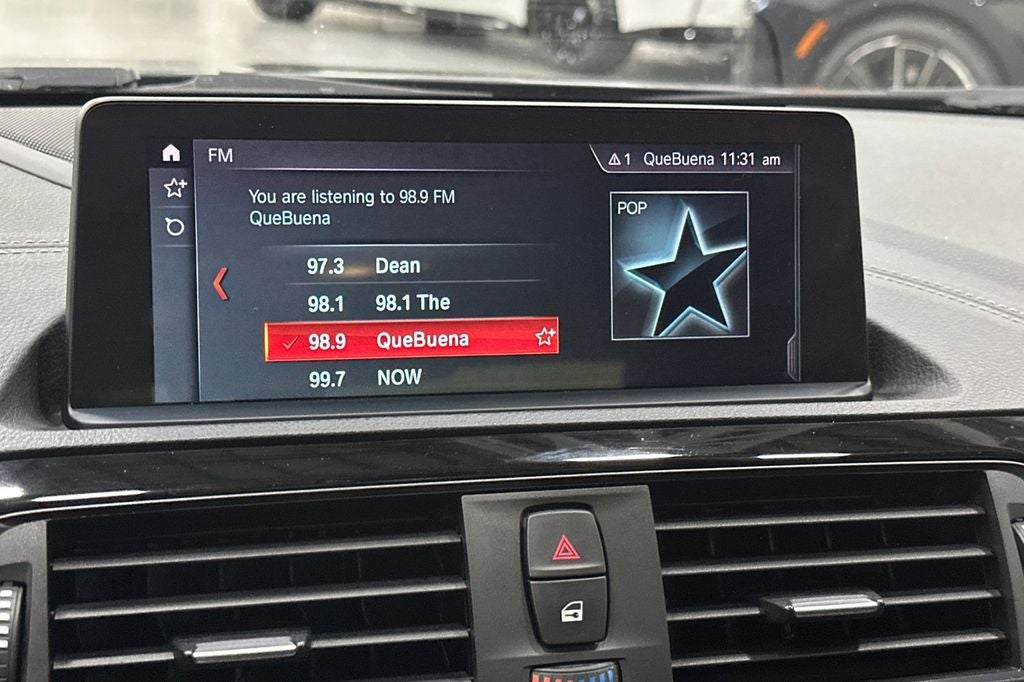 FM
1 QueBuena 11:31 am
You are listening to 98.9 FM
QueBuena
POP
97.3 Dean
98.1 98.1 The
98.9 QueBuena
99.7 NOW